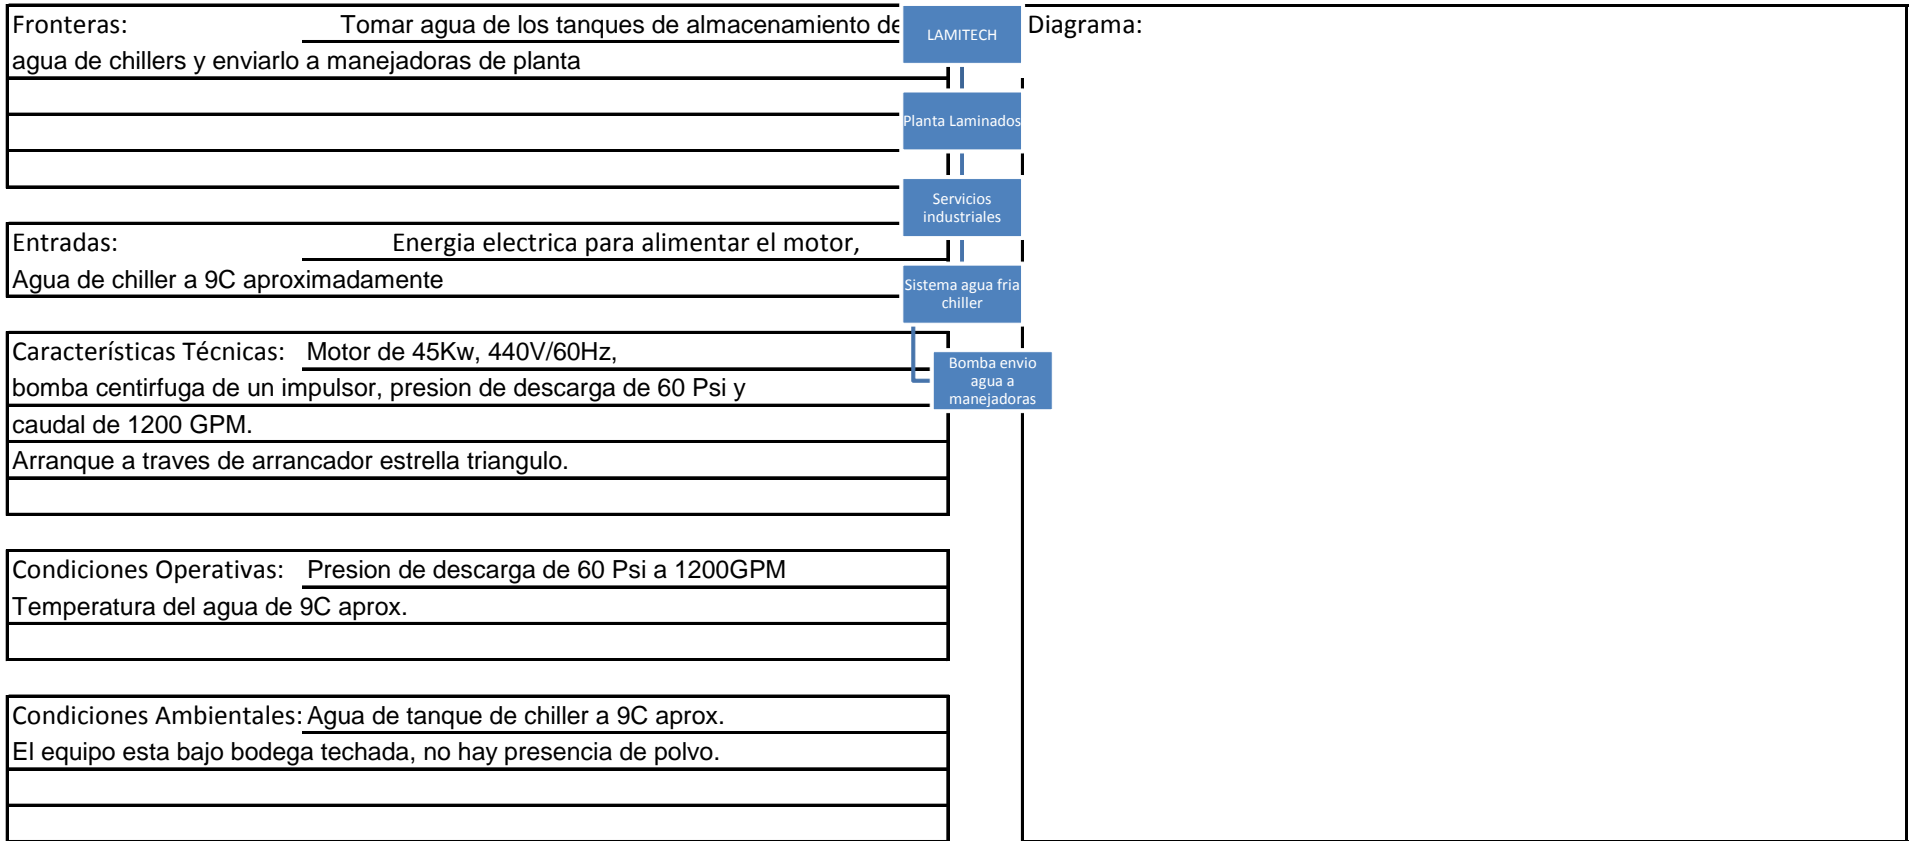 Fronteras: Tomar agua de los tanques de almacenamiento de
agua de chillers y enviarlo a manejadoras de planta
Entradas: Energia electrica para alimentar el motor,
Agua de chiller a 9C aproximadamente
Características Técnicas: Motor de 45Kw, 440V/60Hz,
bomba centirfuga de un impulsor, presion de descarga de 60 Psi y
caudal de 1200 GPM.
Arranque a traves de arrancador estrella triangulo.
Condiciones Operativas: Presion de descarga de 60 Psi a 1200GPM
Temperatura del agua de 9C aprox.
Condiciones Ambientales: Agua de tanque de chiller a 9C aprox.
El equipo esta bajo bodega techada, no hay presencia de polvo.
LAMITECH
Planta Laminados
Servicios
industriales
Sistema agua fria
chiller
Bomba envio
agua a
manejadoras
Diagrama: